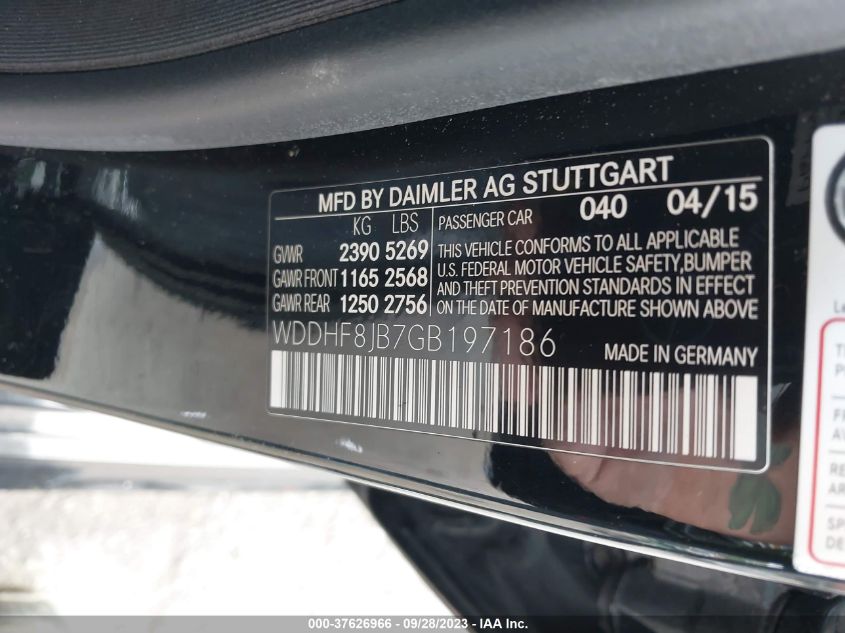 MFD BY DAIMLER AG STUTTGART
KG LBS
GVWR 2390 5269
GAWR FRONT 1165 2568
GAWR REAR 1250 2756
PASSENGER CAR 040 04/15
THIS VEHICLE CONFORMS TO ALL APPLICABLE
U.S. FEDERAL MOTOR VEHICLE SAFETY, BUMPER
AND THEFT PREVENTION STANDARDS IN EFFECT
ON THE DATE OF MANUFACTURE SHOWN ABOVE
WDDHF8JB7GB197186
MADE IN GERMANY
000-37626966 - 09/28/2023 - IAA Inc.